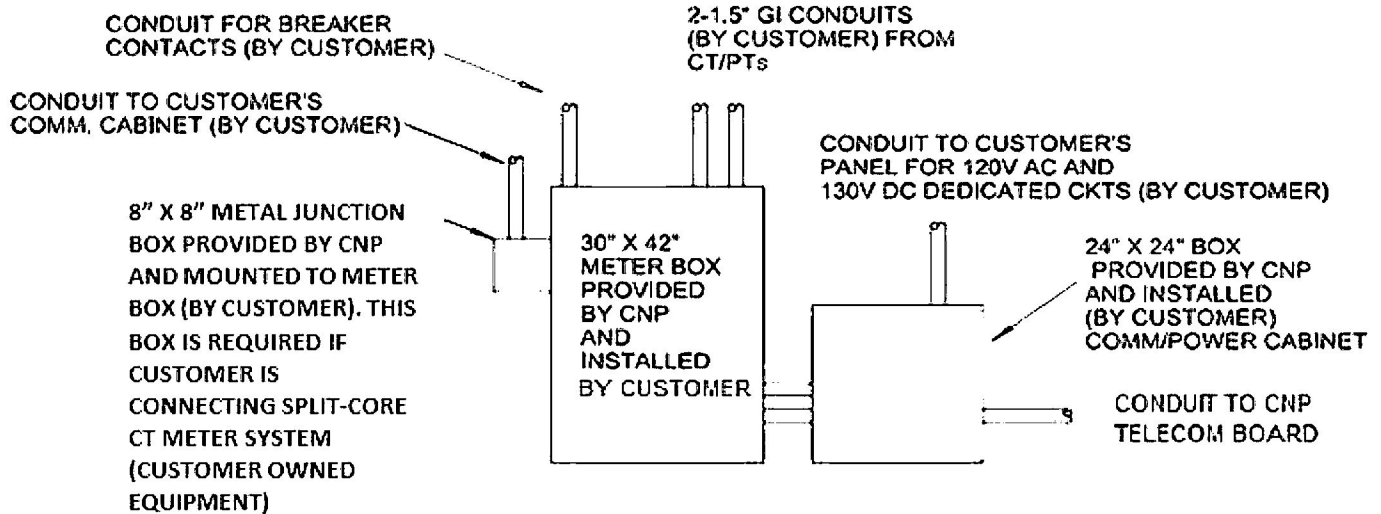 CONDUIT FOR BREAKER
CONTACTS (BY CUSTOMER)
2-1.5" GI CONDUITS
(BY CUSTOMER) FROM
CT/PTs
CONDUIT TO CUSTOMER'S
COMM. CABINET (BY CUSTOMER)
CONDUIT TO CUSTOMER'S
PANEL FOR 120V AC AND
130V DC DEDICATED CKTS (BY CUSTOMER)
8" X 8" METAL JUNCTION
BOX PROVIDED BY CNP
AND MOUNTED TO METER
BOX (BY CUSTOMER). THIS
BOX IS REQUIRED IF
CUSTOMER IS
CONNECTING SPLIT-CORE
CT METER SYSTEM
(CUSTOMER OWNED
EQUIPMENT)
30" X 42"
METER BOX
PROVIDED
BY CNP
AND
INSTALLED
BY CUSTOMER
24" X 24" BOX
PROVIDED BY CNP
AND INSTALLED
(BY CUSTOMER)
COMM/POWER CABINET
CONDUIT TO CNP
TELECOM BOARD